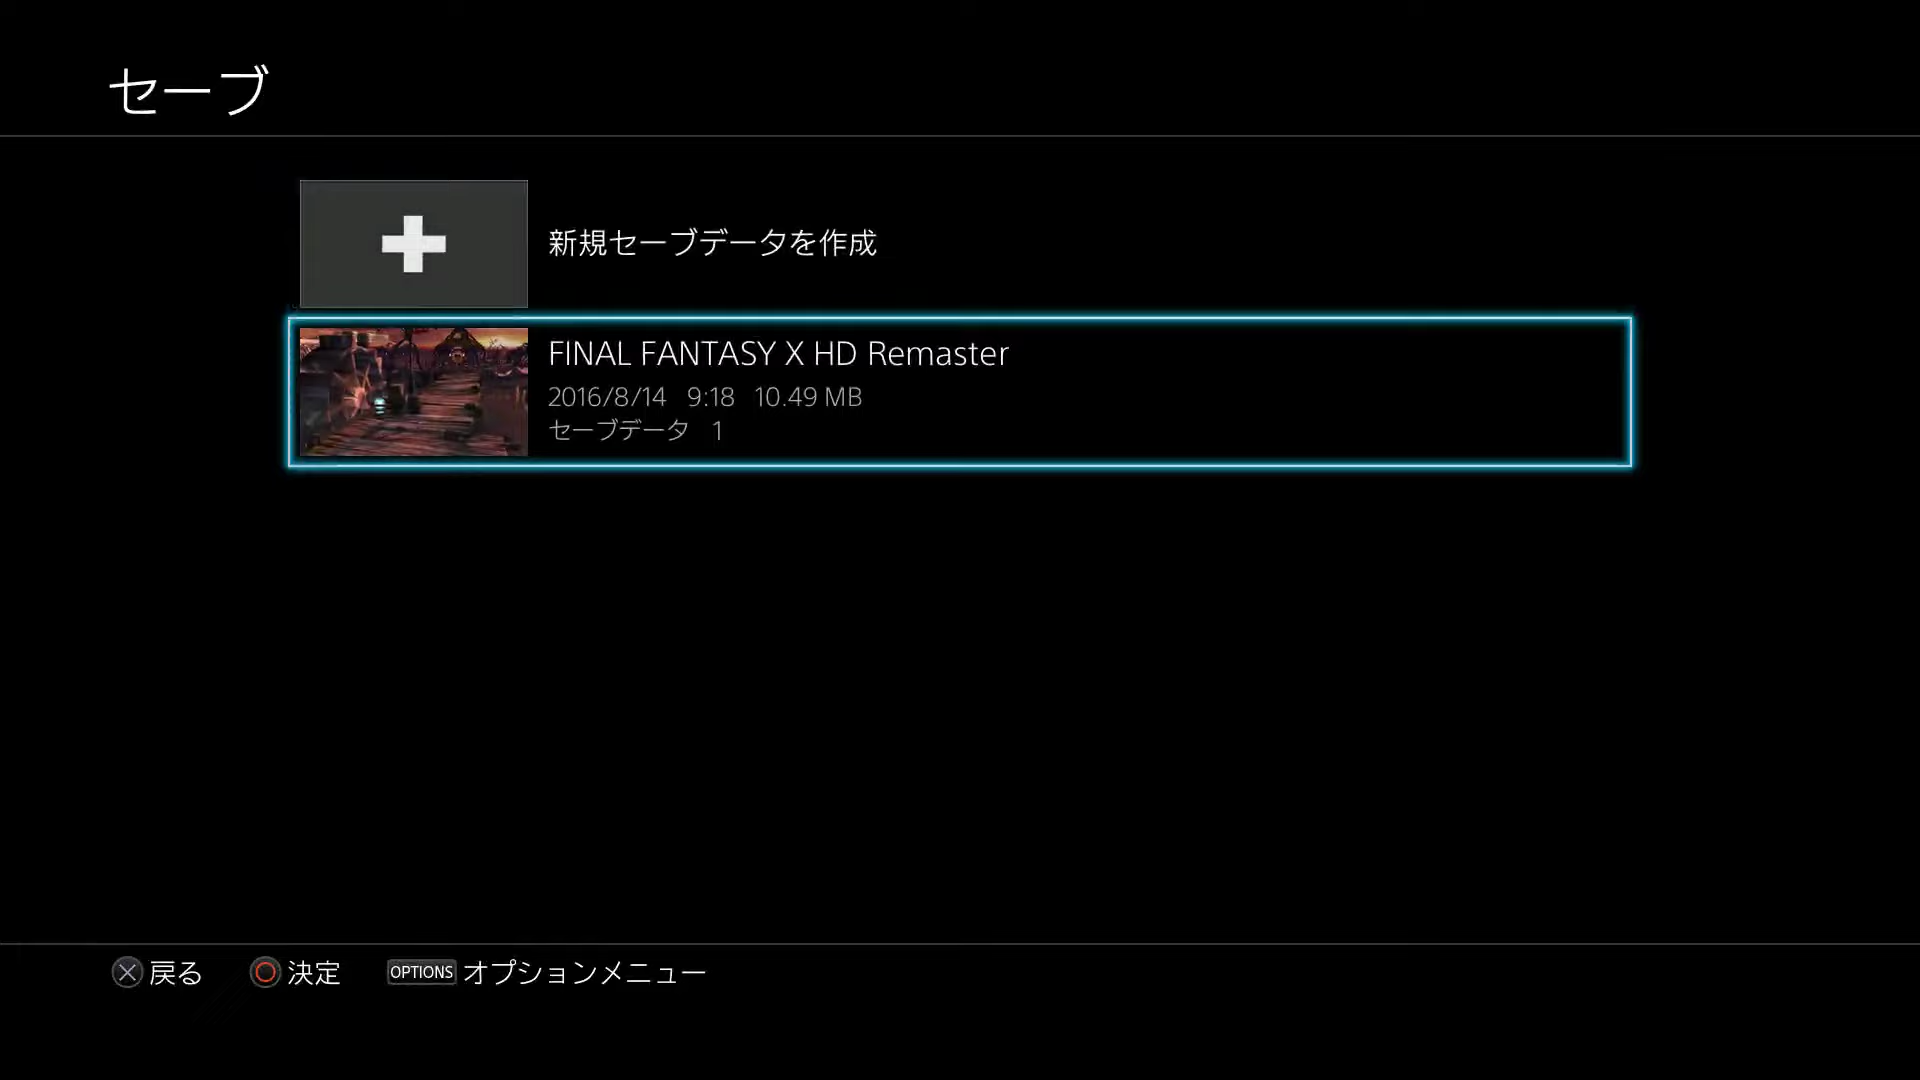 セーブ
新規セーブデータを作成
FINAL FANTASY X HD Remaster
2016/8/14 9:18 10.49 MB
セーブデータ 1
戻る 決定 OPTIONS オプションメニュー